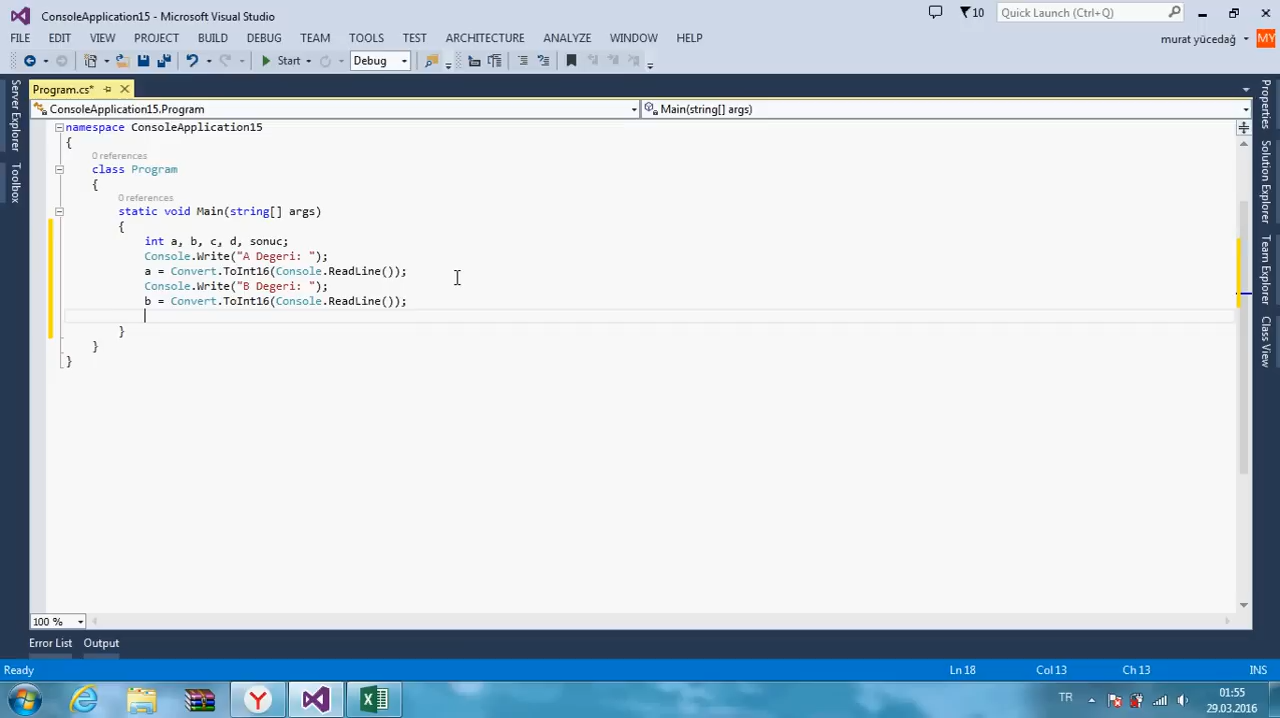 ConsoleApplication15 - Microsoft Visual Studio
10
Quick Launch (Ctrl+Q)
FILE EDIT VIEW PROJECT BUILD DEBUG TEAM TOOLS TEST ARCHITECTURE ANALYZE WINDOW HELP
murat yücedağ
MY
Start
Debug
Program.cs*
ConsoleApplication15.Program
Main(string[] args)
Server Explorer
Toolbox
namespace ConsoleApplication15
{
0 references
class Program
{
0 references
static void Main(string[] args)
{
int a, b, c, d, sonuc;
Console.Write("A Degeri: ");
a = Convert.ToInt16(Console.ReadLine());
Console.Write("B Degeri: ");
b = Convert.ToInt16(Console.ReadLine());
}
}
}
Properties
Solution Explorer
Team Explorer
Class View
100 %
Error List Output
Ready
Ln 18
Col 13
Ch 13
INS
TR
01:55
29.03.2016